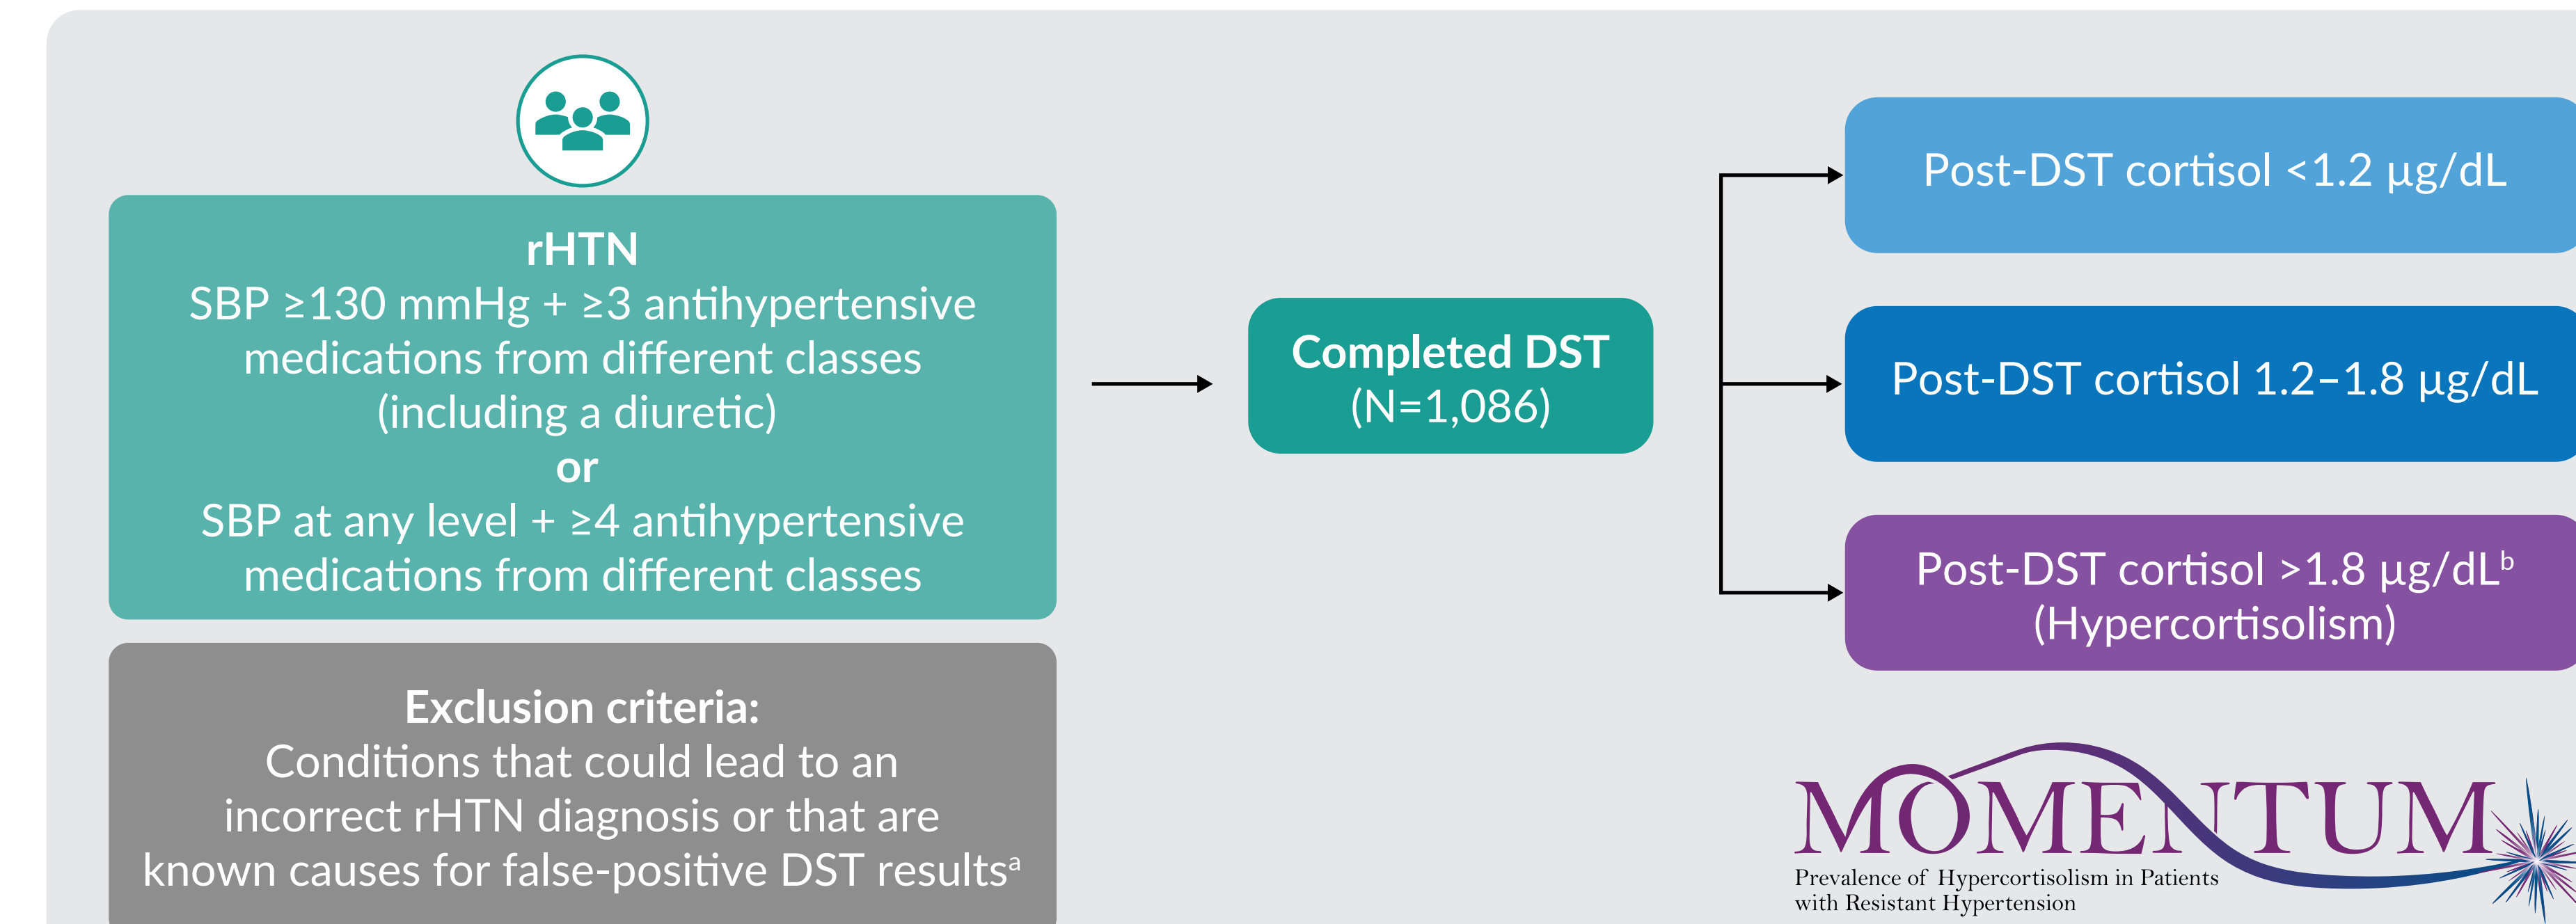 rHTN
SBP ≥130 mmHg + ≥3 antihypertensive
medications from different classes
(including a diuretic)
or
SBP at any level + ≥4 antihypertensive
medications from different classes
Exclusion criteria:
Conditions that could lead to an
incorrect rHTN diagnosis or that are
known causes for false-positive DST resultsᵃ
Completed DST
(N=1,086)
Post-DST cortisol <1.2 µg/dL
Post-DST cortisol 1.2–1.8 µg/dL
Post-DST cortisol >1.8 µg/dLᵇ
(Hypercortisolism)
MOMENTUM
Prevalence of Hypercortisolism in Patients
with Resistant Hypertension